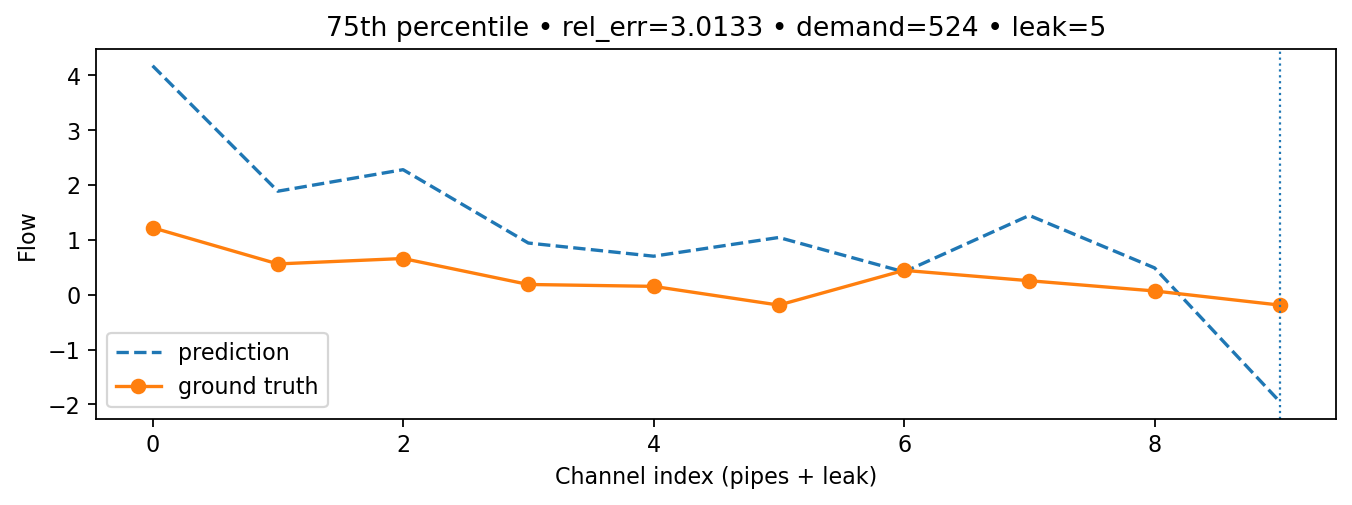 75th percentile • rel_err=3.0133 • demand=524 • leak=5
Flow
4
3
2
1
0
−1
−2
prediction
ground truth
0 2 4 6 8
Channel index (pipes + leak)